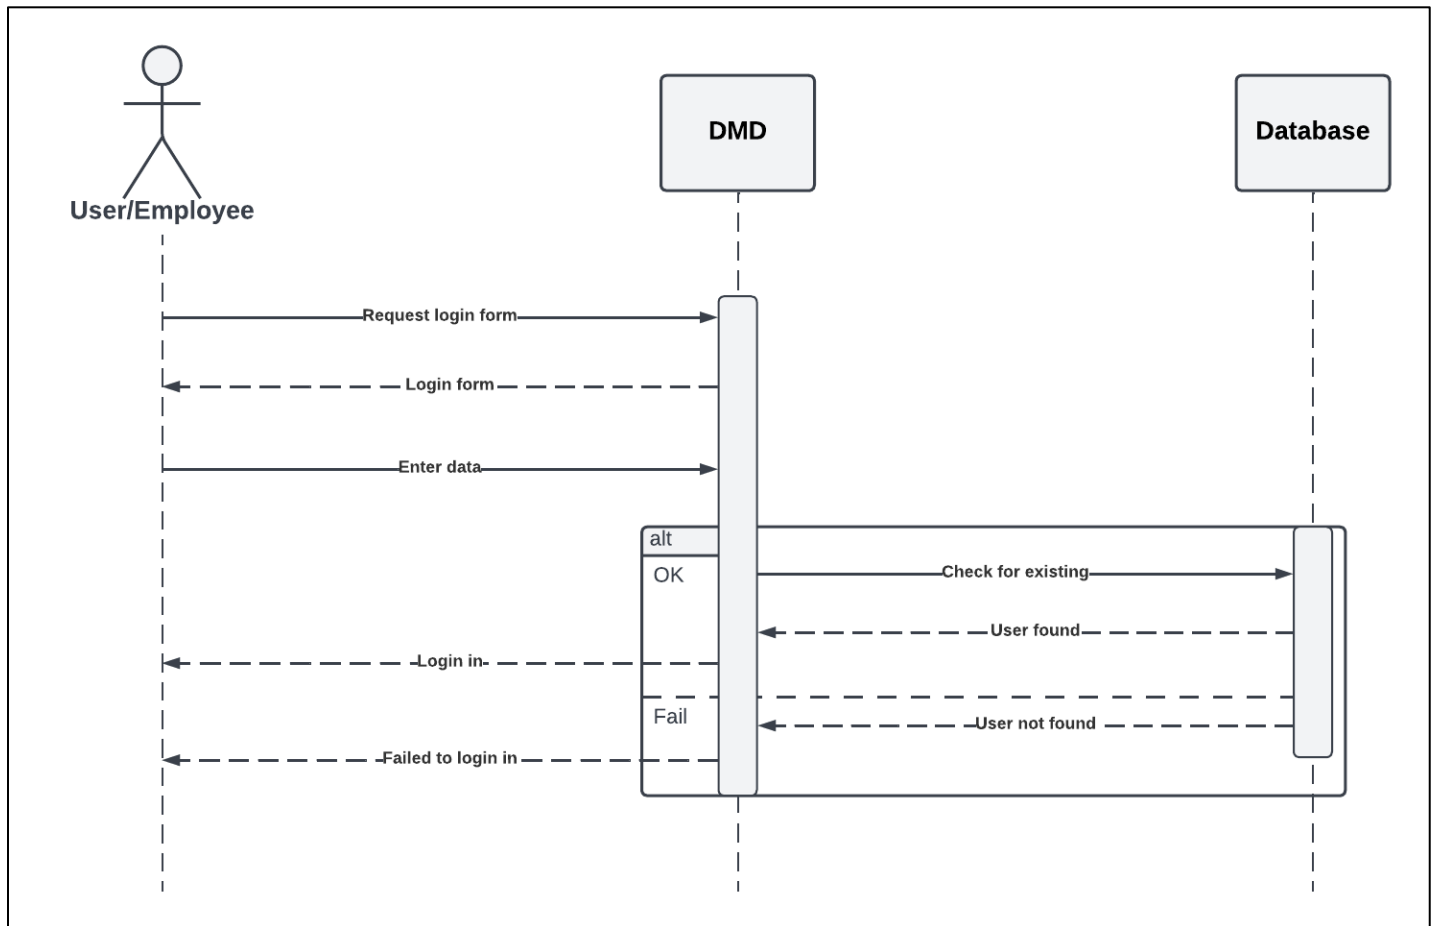 User/Employee
DMD
Database
Request login form
Login form
Enter data
alt
OK
Check for existing
User found
Login in
Fail
User not found
Failed to login in